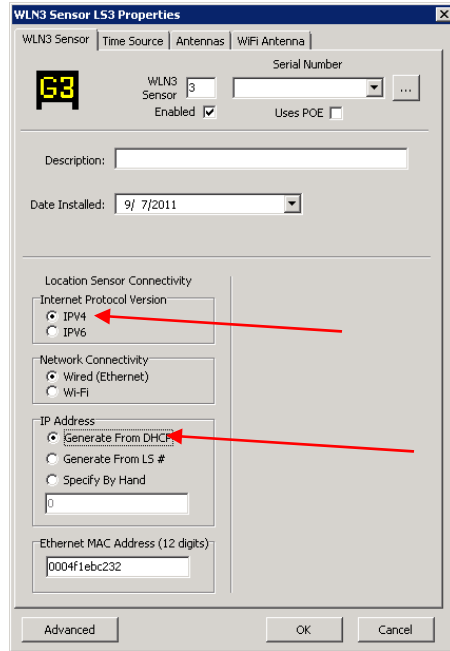 WLN3 Sensor LS3 Properties
WLN3 Sensor Time Source Antennas WiFi Antenna
Serial Number
G3
WLN3 Sensor 3
...
Enabled Uses POE
Description:
Date Installed: 9/ 7/2011
Location Sensor Connectivity
Internet Protocol Version
IPV4
IPV6
Network Connectivity
Wired (Ethernet)
Wi-Fi
IP Address
Generate From DHCP
Generate From LS #
Specify By Hand
0
Ethernet MAC Address (12 digits)
0004f1ebc232
Advanced OK Cancel